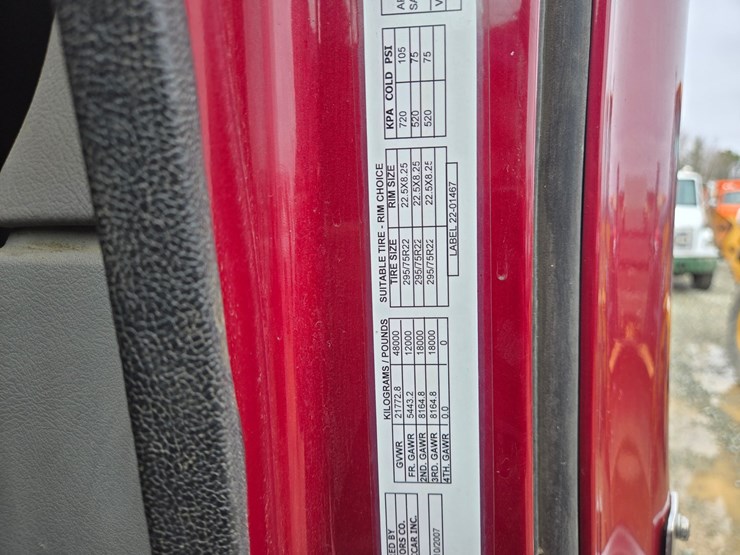 ED BY
ORS CO.
CAR INC.
0/2007
KILOGRAMS / POUNDS
GVWR 21772.8 48000
FR. GAWR 5443.2 12000
2ND. GAWR 8164.8 18000
3RD. GAWR 8164.8 18000
4TH. GAWR 0.0 0
SUITABLE TIRE - RIM CHOICE
TIRE SIZE RIM SIZE
295/75R22 22.5X8.25
295/75R22 22.5X8.25
295/75R22 22.5X8.25
LABEL 22-01467
KPA COLD PSI
720 105
520 75
520 75